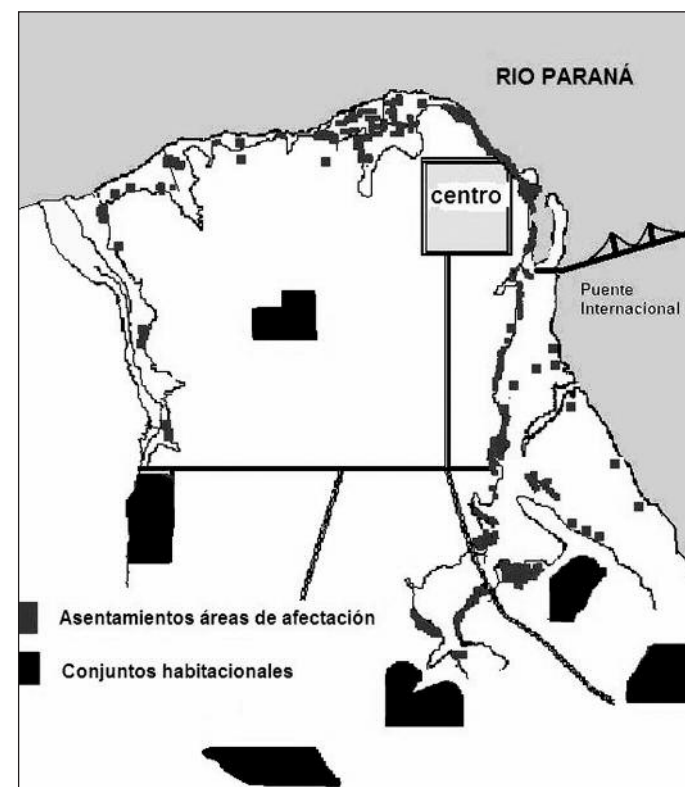 RIO PARANÁ
centro
Puente
Internacional
Asentamientos áreas de afectación
Conjuntos habitacionales